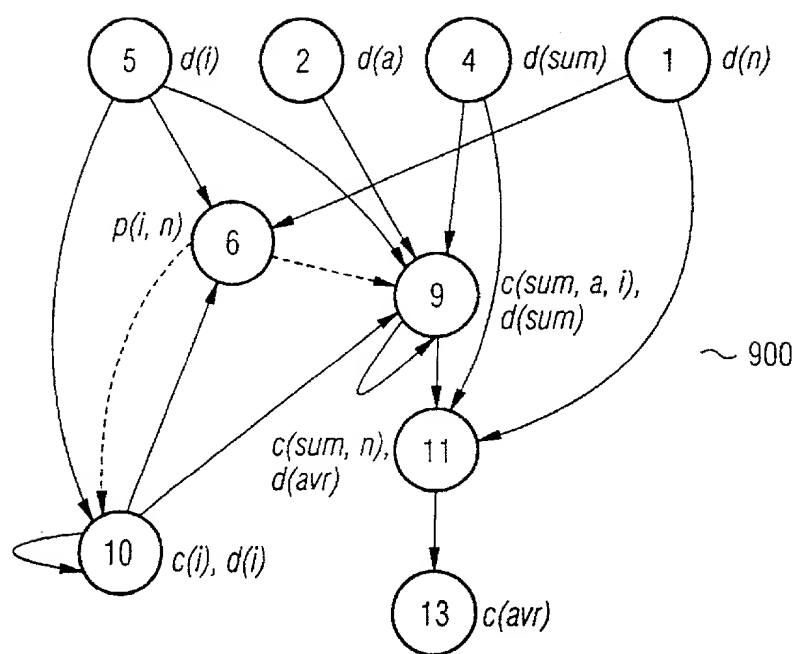 5 d(i) 2 d(a) 4 d(sum) 1 d(n)
p(i, n) 6
9 c(sum, a, i),
d(sum)
~ 900
c(sum, n), 11
d(avr)
10 c(i), d(i)
13 c(avr)